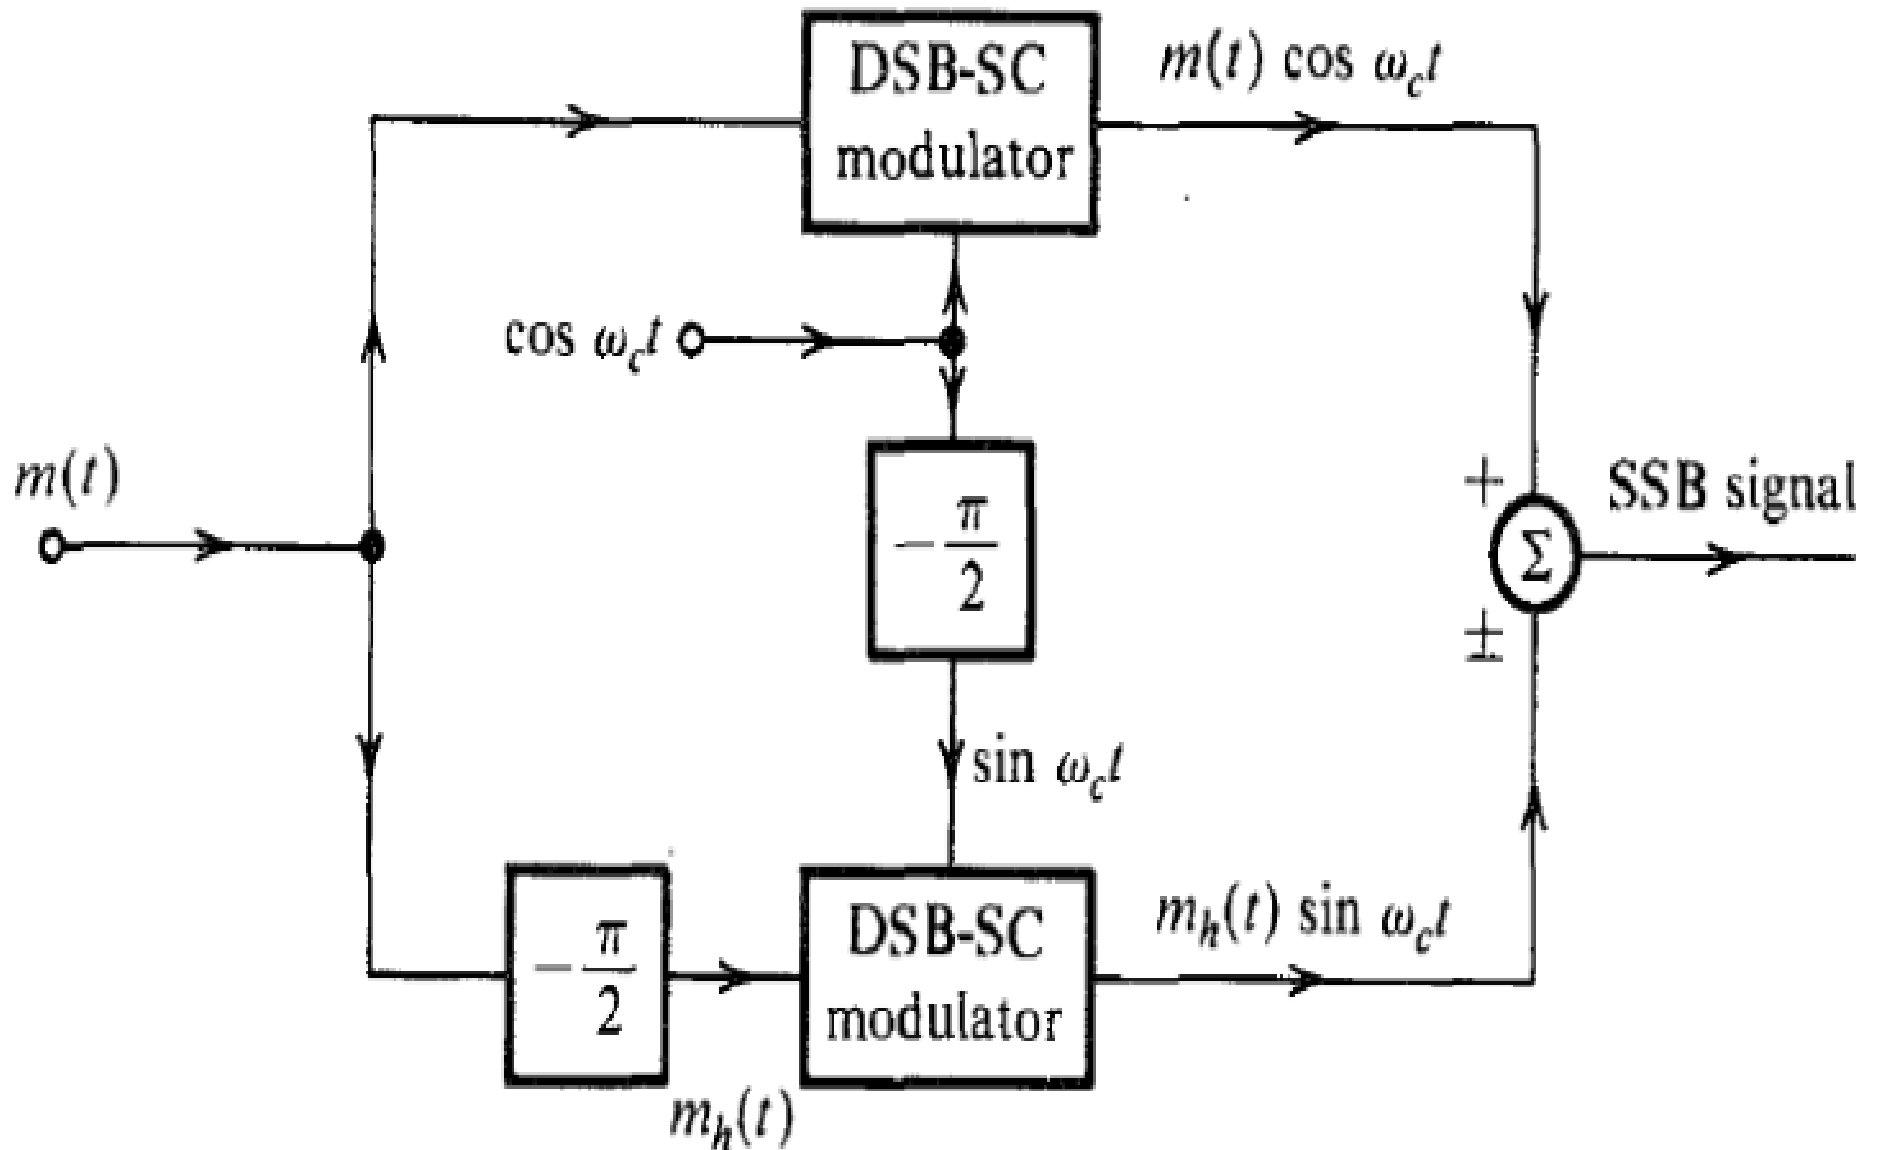 DSB-SC
modulator
m(t) cos ω_c t
cos ω_c t
m(t)
− π/2
+
SSB signal
Σ
±
sin ω_c t
− π/2
DSB-SC
modulator
m_h(t) sin ω_c t
m_h(t)